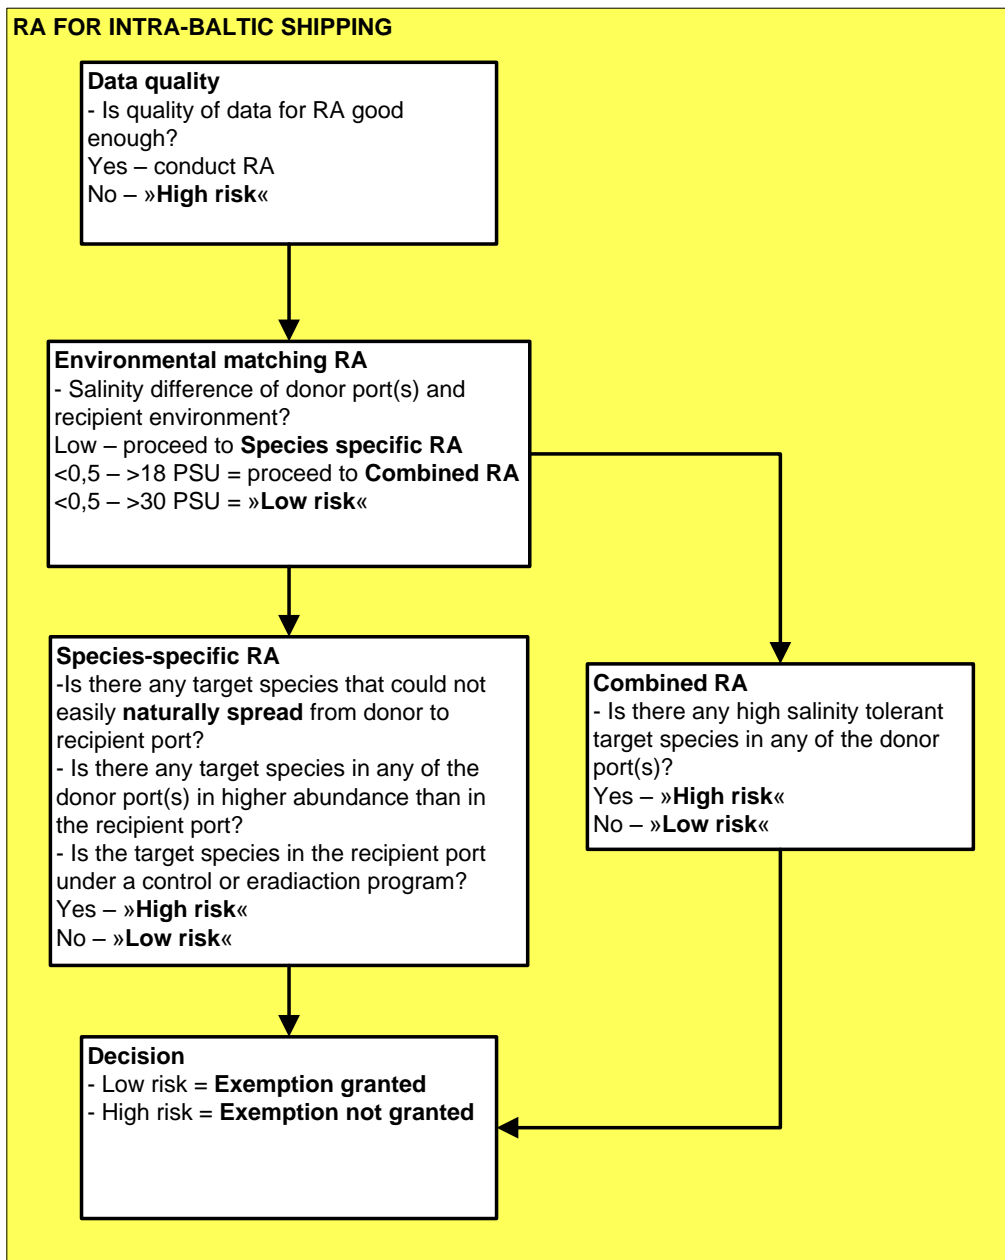 RA FOR INTRA-BALTIC SHIPPING
Data quality
- Is quality of data for RA good
enough?
Yes – conduct RA
No – »High risk«
Environmental matching RA
- Salinity difference of donor port(s) and
recipient environment?
Low – proceed to Species specific RA
<0,5 – >18 PSU = proceed to Combined RA
<0,5 – >30 PSU = »Low risk«
Species-specific RA
-Is there any target species that could not
easily naturally spread from donor to
recipient port?
- Is there any target species in any of the
donor port(s) in higher abundance than in
the recipient port?
- Is the target species in the recipient port
under a control or eradiaction program?
Yes – »High risk«
No – »Low risk«
Combined RA
- Is there any high salinity tolerant
target species in any of the donor
port(s)?
Yes – »High risk«
No – »Low risk«
Decision
- Low risk = Exemption granted
- High risk = Exemption not granted